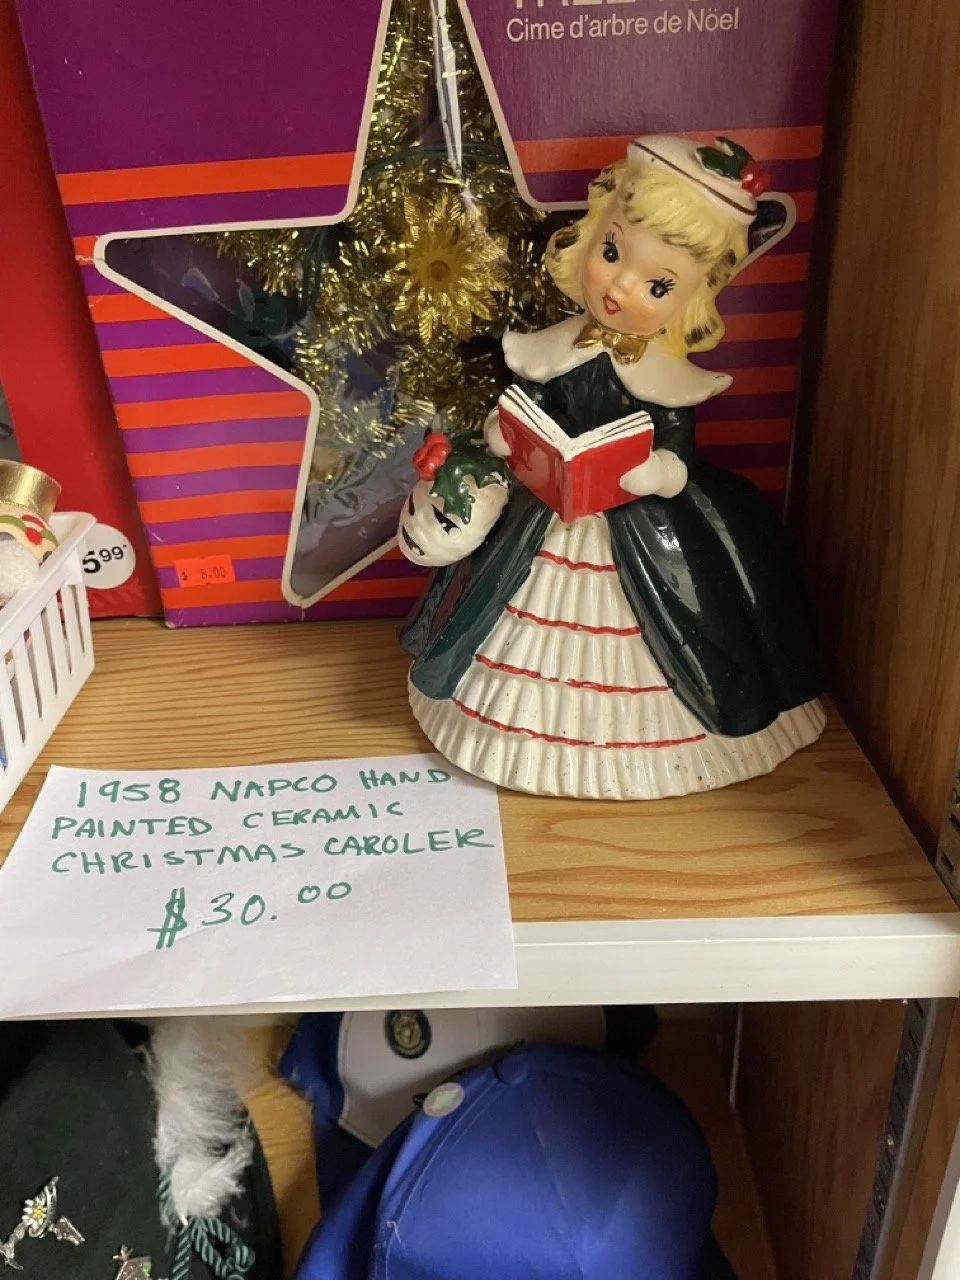 Cime d'arbre de Nöel
$ 8.00
5.99*
1958 NAPCO HAND
PAINTED CERAMIC
CHRISTMAS CAROLER
$30.00